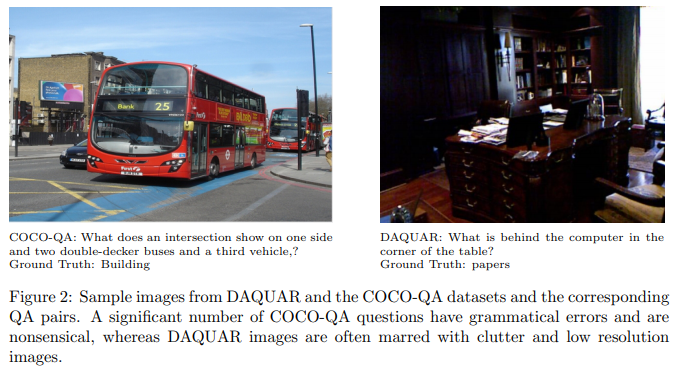 Bank 25
First
COCO-QA: What does an intersection show on one side
and two double-decker buses and a third vehicle,?
Ground Truth: Building
DAQUAR: What is behind the computer in the
corner of the table?
Ground Truth: papers
Figure 2: Sample images from DAQUAR and the COCO-QA datasets and the corresponding
QA pairs. A significant number of COCO-QA questions have grammatical errors and are
nonsensical, whereas DAQUAR images are often marred with clutter and low resolution
images.